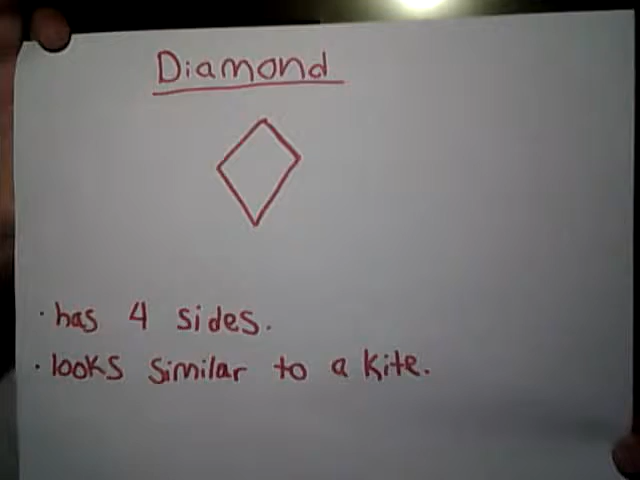 Diamond
· has 4 sides.
· looks similar to a kite.